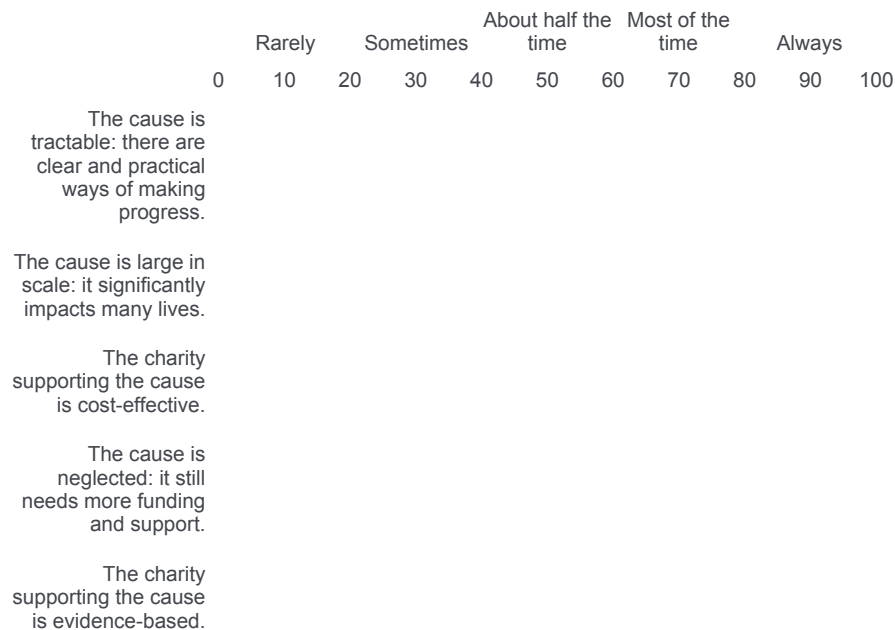 About half the Most of the
Rarely Sometimes time time Always
0 10 20 30 40 50 60 70 80 90 100
The cause is
tractable: there are
clear and practical
ways of making
progress.
The cause is large in
scale: it significantly
impacts many lives.
The charity
supporting the cause
is cost-effective.
The cause is
neglected: it still
needs more funding
and support.
The charity
supporting the cause
is evidence-based.